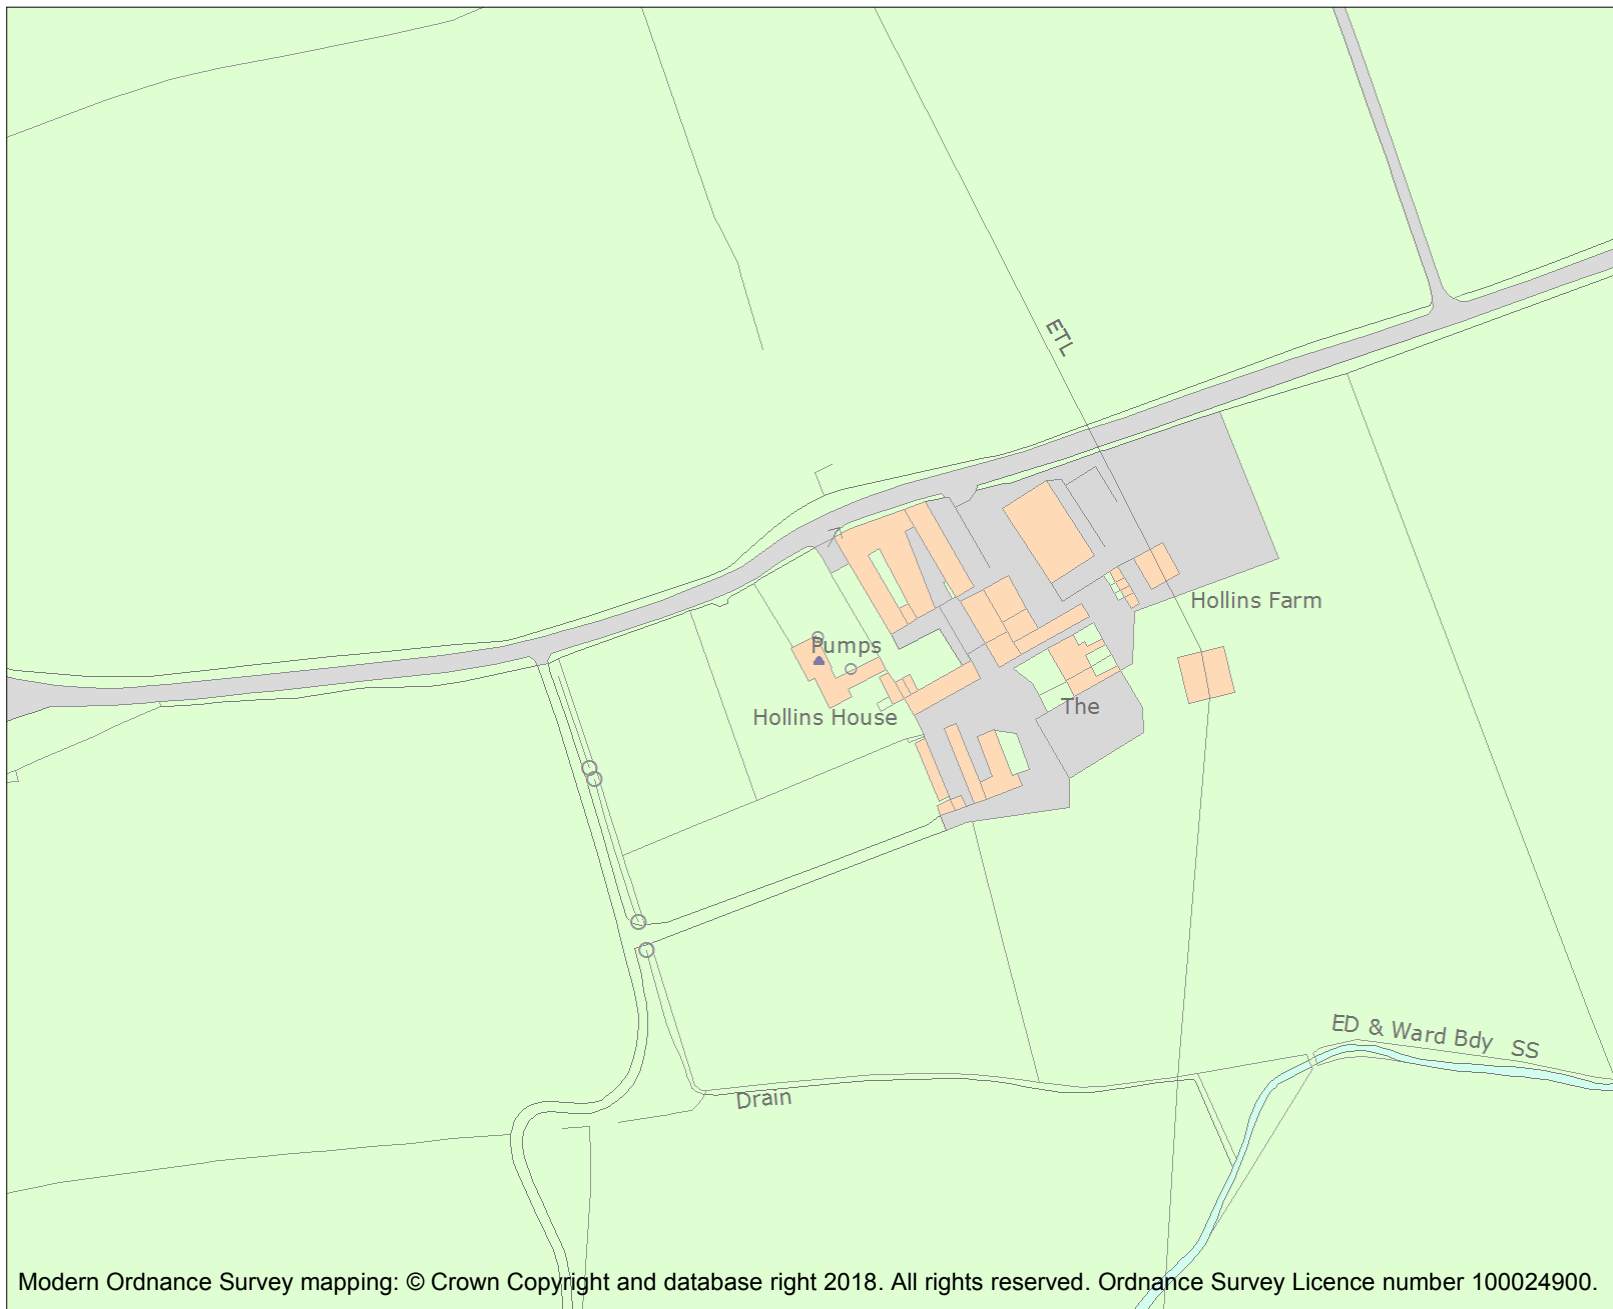 ETL
Hollins Farm
Pumps
The
Hollins House
ED & Ward Bdy SS
Drain
Modern Ordnance Survey mapping: © Crown Copyright and database right 2018. All rights reserved. Ordnance Survey Licence number 100024900.